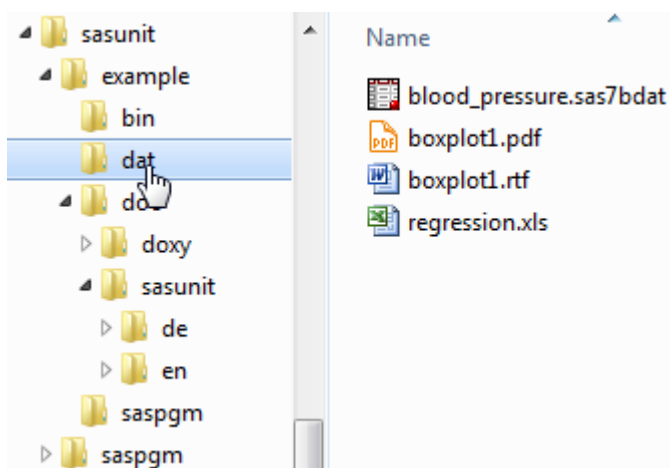 sasunit
example
bin
dat
doxy
sasunit
de
en
saspgm
saspgm
Name
blood_pressure.sas7bdat
boxplot1.pdf
boxplot1.rtf
regression.xls